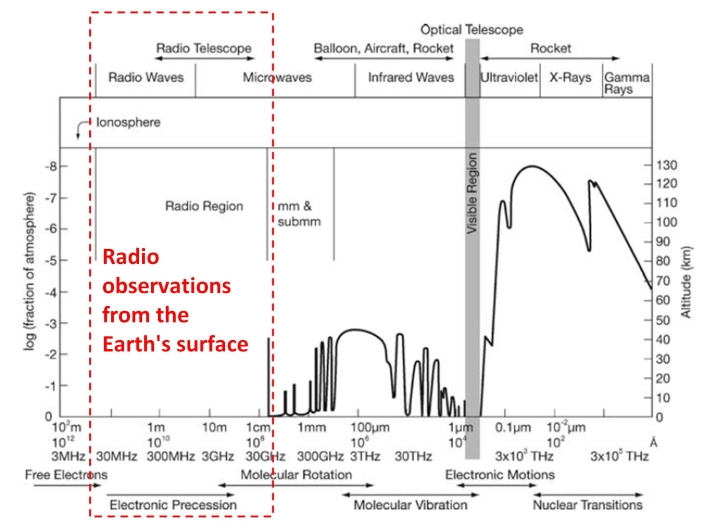 Optical Telescope
Radio Telescope
Balloon, Aircraft, Rocket
Rocket
Radio Waves
Microwaves
Infrared Waves
Ultraviolet
X-Rays
Gamma
Rays
Ionosphere
log (fraction of atmosphere)
-8
-7
-6
-5
-4
-3
-2
-1
0
Radio Region
mm &
submm
Visible Region
Radio
observations
from the
Earth's surface
130
120
110
100
90
80
70
60
50
40
30
20
10
0
Altitude (km)
10²m 1m 10m 1cm 1mm 100μm 1μm 0.1μm 10⁻²μm
10¹² 10¹⁰ 10⁸ 10⁶ 10⁴ 10² Å
3MHz 30MHz 300MHz 3GHz 30GHz 300GHz 3THz 30THz 3x10³ THz 3x10⁵ THz
Free Electrons
Molecular Rotation
Electronic Motions
Electronic Precession
Molecular Vibration
Nuclear Transitions